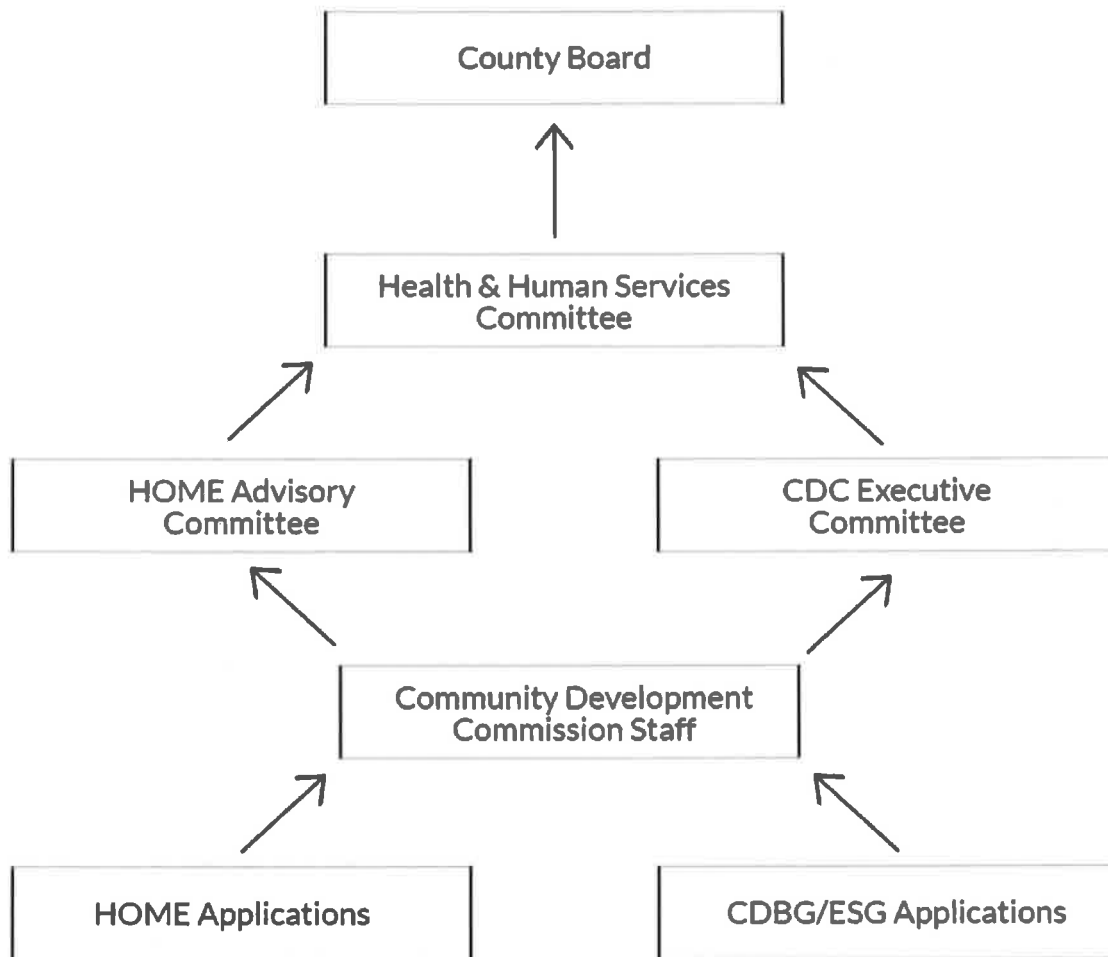 County Board
Health & Human Services
Committee
HOME Advisory
Committee
CDC Executive
Committee
Community Development
Commission Staff
HOME Applications
CDBG/ESG Applications